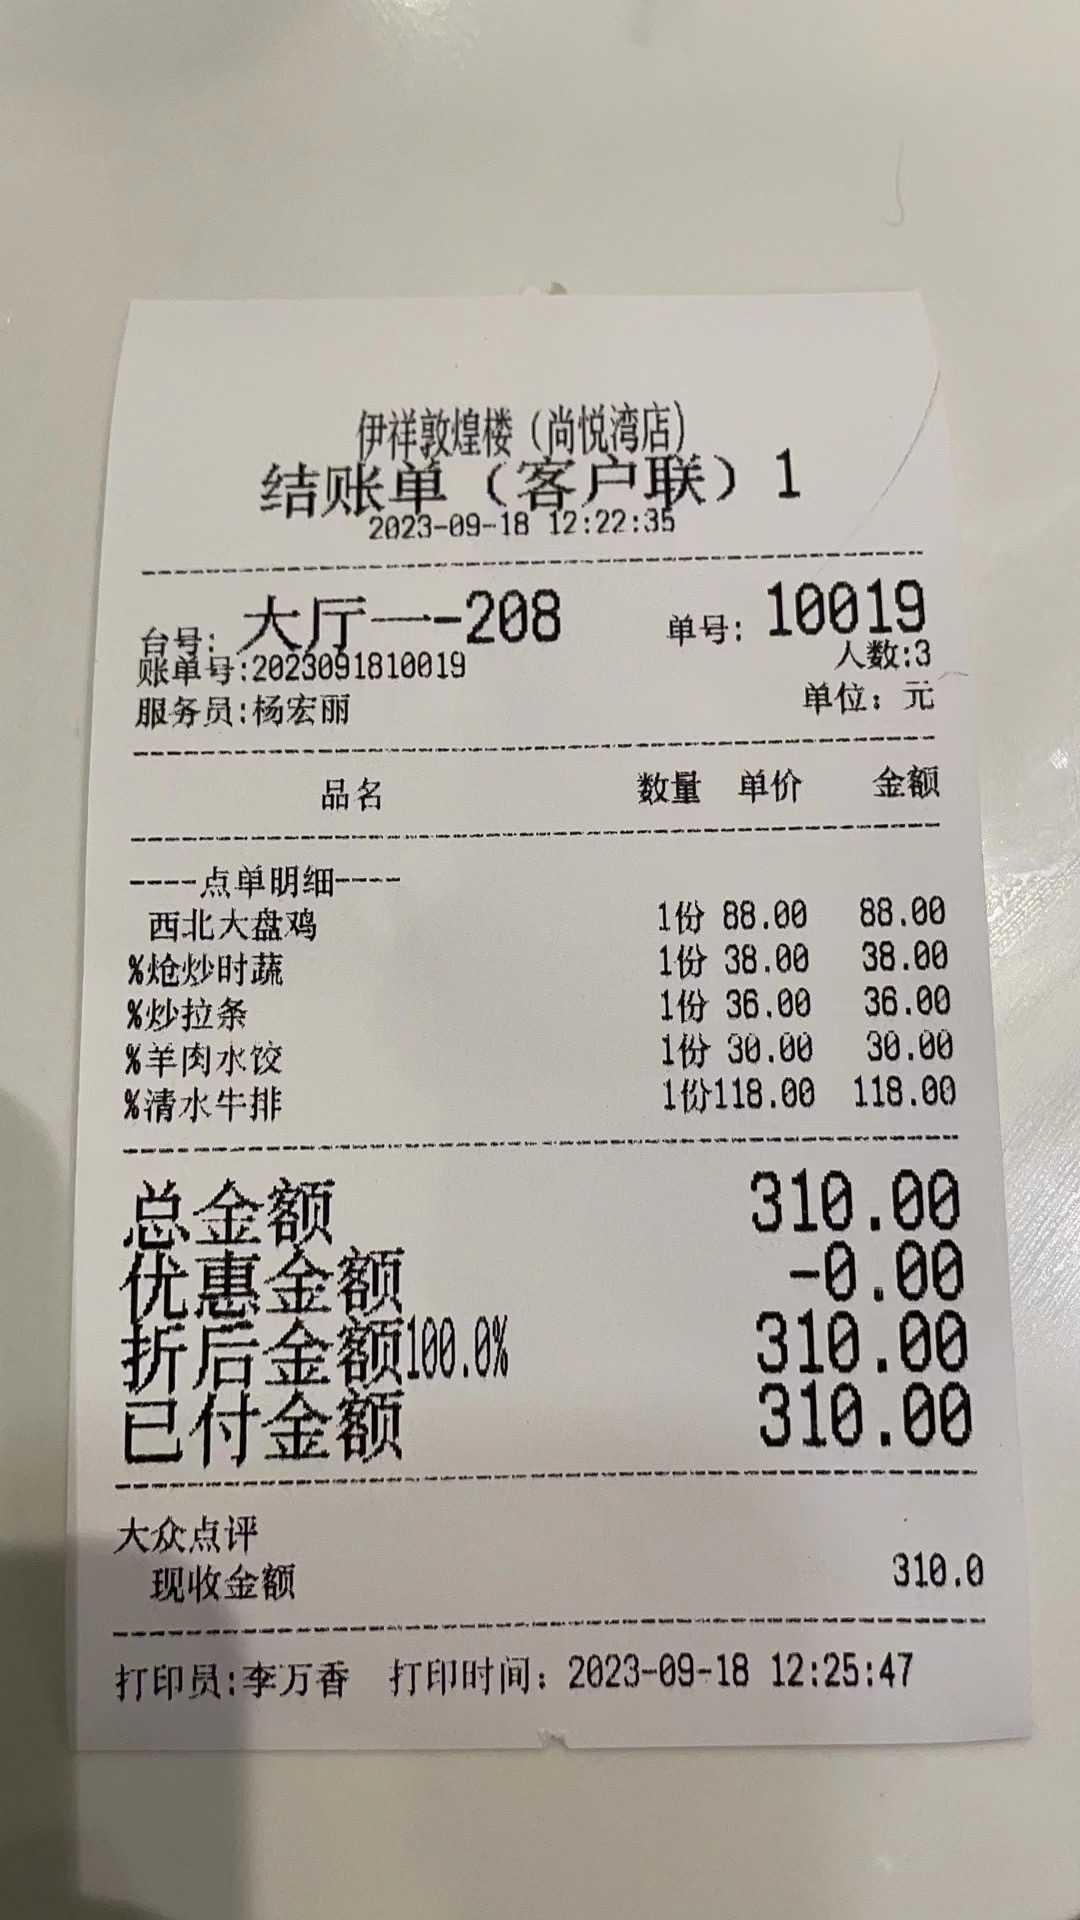 伊祥敦煌楼（尚悦湾店）
结账单（客户联）1
2023-09-18 12:22:35
台号: 大厅一-208 单号: 10019
账单号:2023091810019 人数:3
服务员:杨宏丽 单位: 元
品名 数量 单价 金额
----点单明细----
西北大盘鸡 1份 88.00 88.00
%炝炒时蔬 1份 38.00 38.00
%炒拉条 1份 36.00 36.00
%羊肉水饺 1份 30.00 30.00
%清水牛排 1份118.00 118.00
总金额 310.00
优惠金额 -0.00
折后金额100.0% 310.00
已付金额 310.00
大众点评
现收金额 310.0
打印员:李万香 打印时间: 2023-09-18 12:25:47